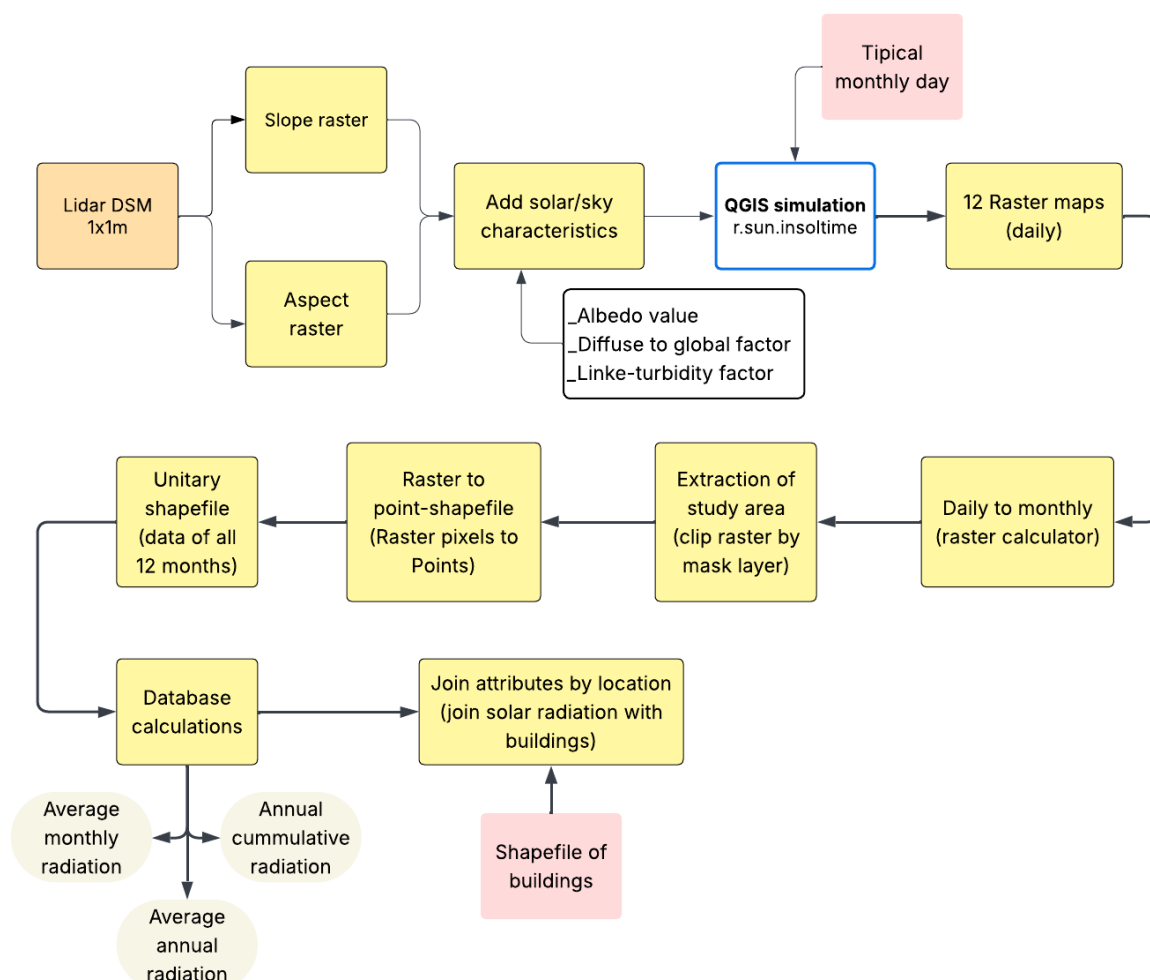 Tipical
monthly day
Slope raster
Lidar DSM
1x1m
Add solar/sky
characteristics
QGIS simulation
r.sun.insoltime
12 Raster maps
(daily)
Aspect
raster
_Albedo value
_Diffuse to global factor
_Linke-turbidity factor
Unitary
shapefile
(data of all
12 months)
Raster to
point-shapefile
(Raster pixels to
Points)
Extraction of
study area
(clip raster by
mask layer)
Daily to monthly
(raster calculator)
Database
calculations
Join attributes by location
(join solar radiation with
buildings)
Average
monthly
radiation
Annual
cummulative
radiation
Shapefile of
buildings
Average
annual
radiation